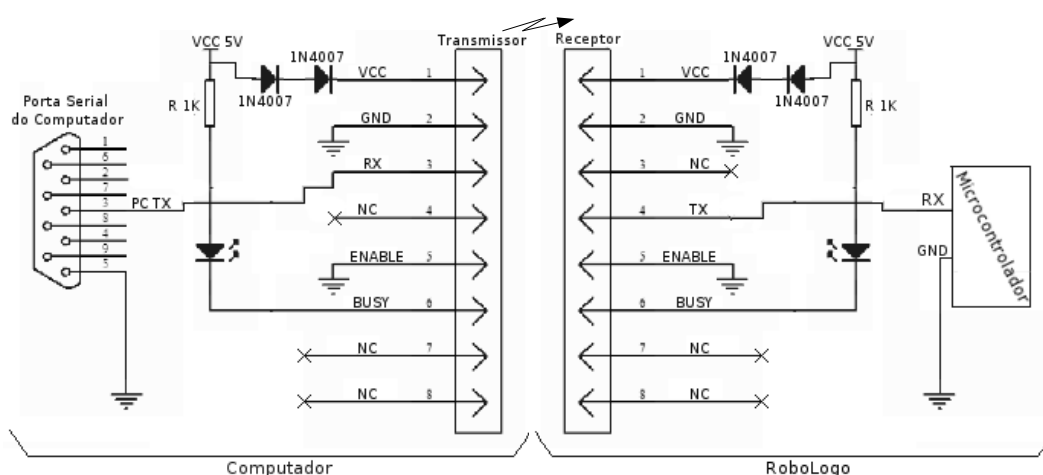 Transmissor
Receptor
VCC 5V
1N4007
1N4007
VCC 1
R 1K
GND 2
RX 3
NC 4
ENABLE 5
BUSY 6
NC 7
NC 8
Porta Serial
do Computador
1
6
2
7
3
8
4
9
5
PC TX
Computador
VCC 5V
1N4007
1N4007
1 VCC
R 1K
2 GND
3 NC
4 TX
5 ENABLE
6 BUSY
7 NC
8 NC
RX
GND
Microcontrolador
RoboLogo